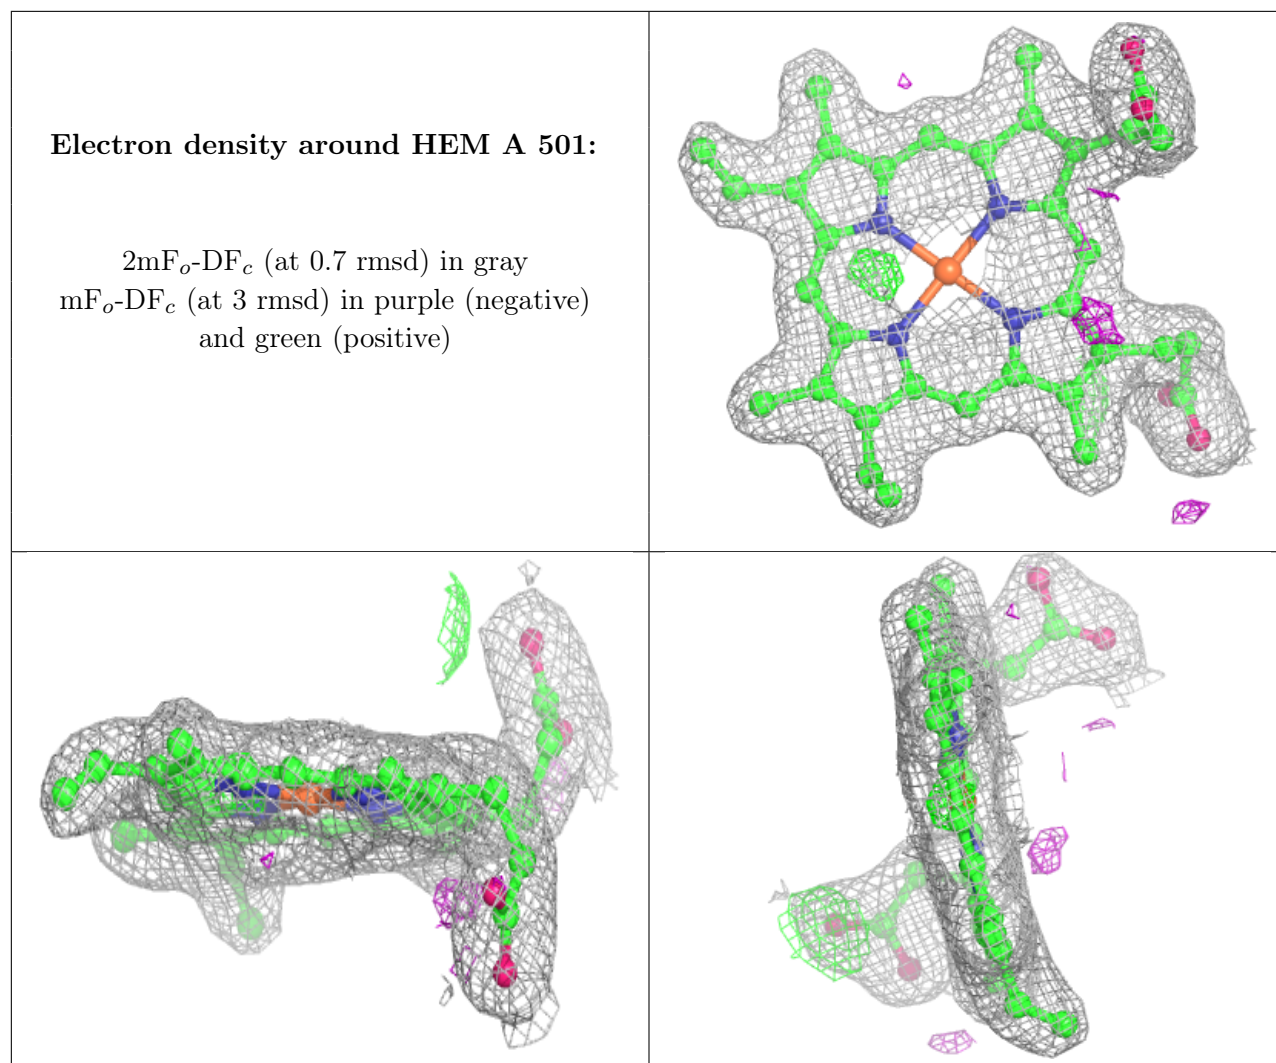 Electron density around HEM A 501:
2mFo-DFc (at 0.7 rmsd) in gray
mFo-DFc (at 3 rmsd) in purple (negative)
and green (positive)